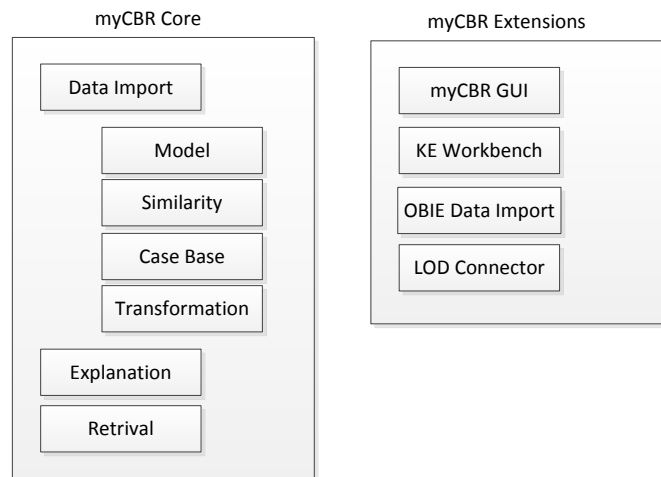 myCBR Core
Data Import
Model
Similarity
Case Base
Transformation
Explanation
Retrival
myCBR Extensions
myCBR GUI
KE Workbench
OBIE Data Import
LOD Connector